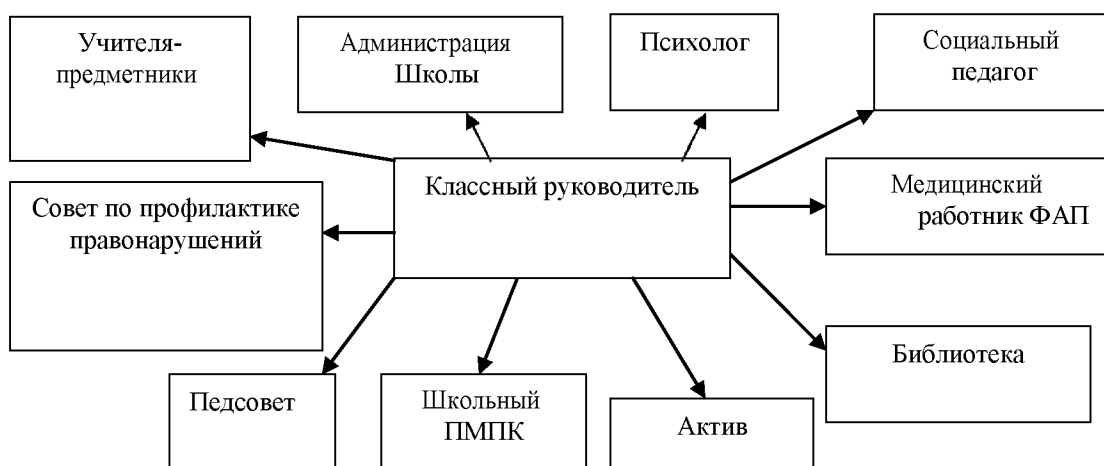 Учителя-
предметники
Администрация
Школы
Психолог
Социальный
педагог
Классный руководитель
Совет по профилактике
правонарушений
Медицинский
работник ФАП
Библиотека
Педсовет
Школьный
ПМПК
Актив